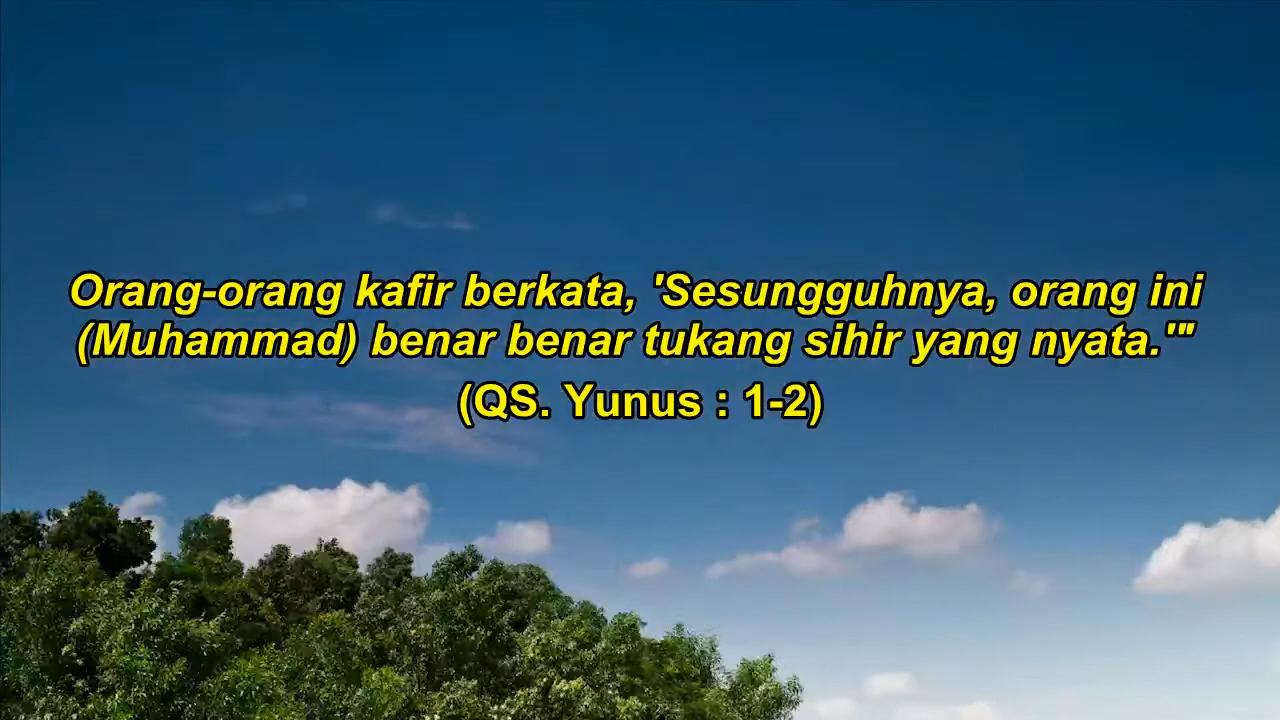 Orang-orang kafir berkata, 'Sesungguhnya, orang ini
(Muhammad) benar benar tukang sihir yang nyata.'"
(QS. Yunus : 1-2)